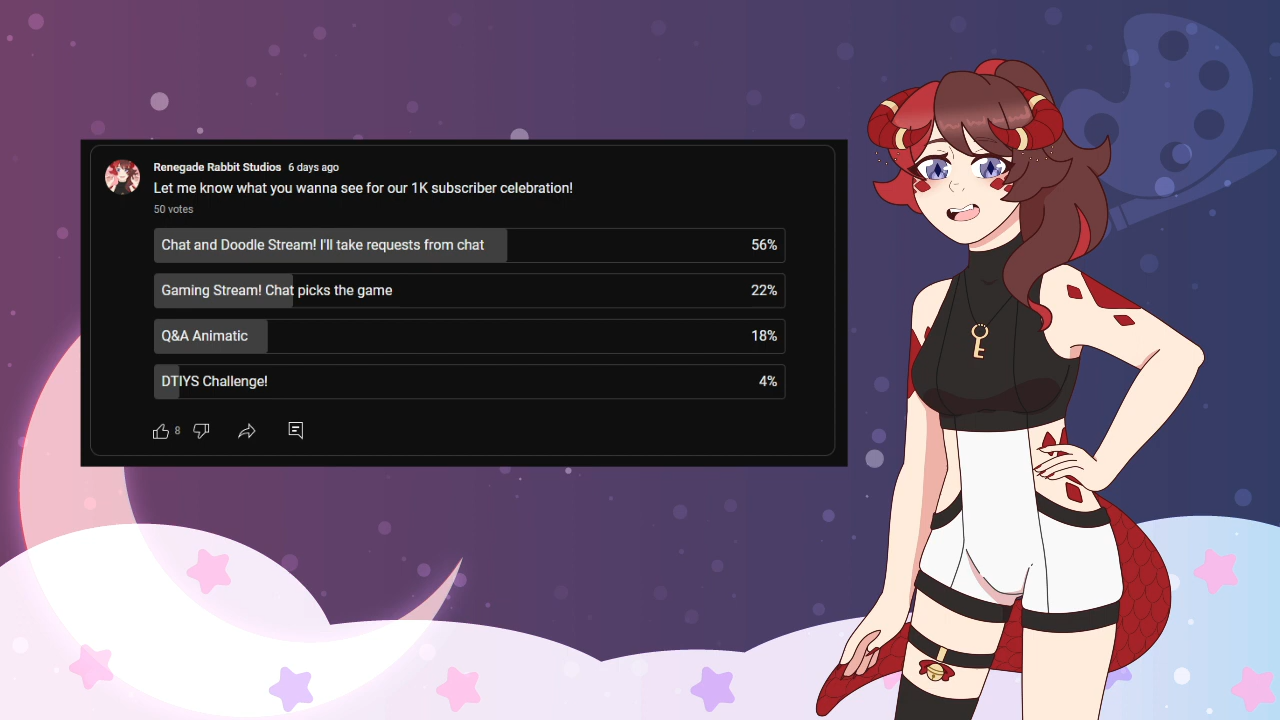 Renegade Rabbit Studios 6 days ago
Let me know what you wanna see for our 1K subscriber celebration!
50 votes
Chat and Doodle Stream! I'll take requests from chat 56%
Gaming Stream! Chat picks the game 22%
Q&A Animatic 18%
DTIYS Challenge! 4%
8